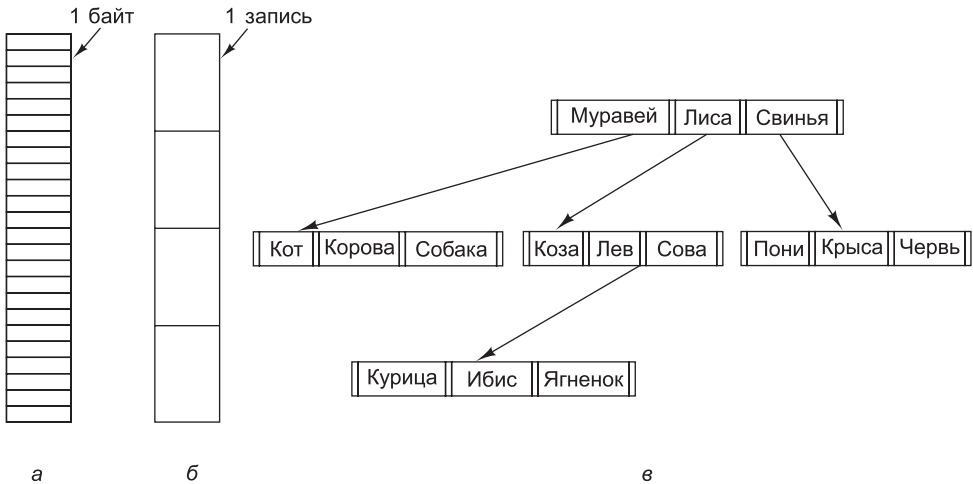 1 байт
1 запись
Муравей Лиса Свинья
Кот Корова Собака Коза Лев Сова Пони Крыса Червь
Курица Ибис Ягненок
а б в